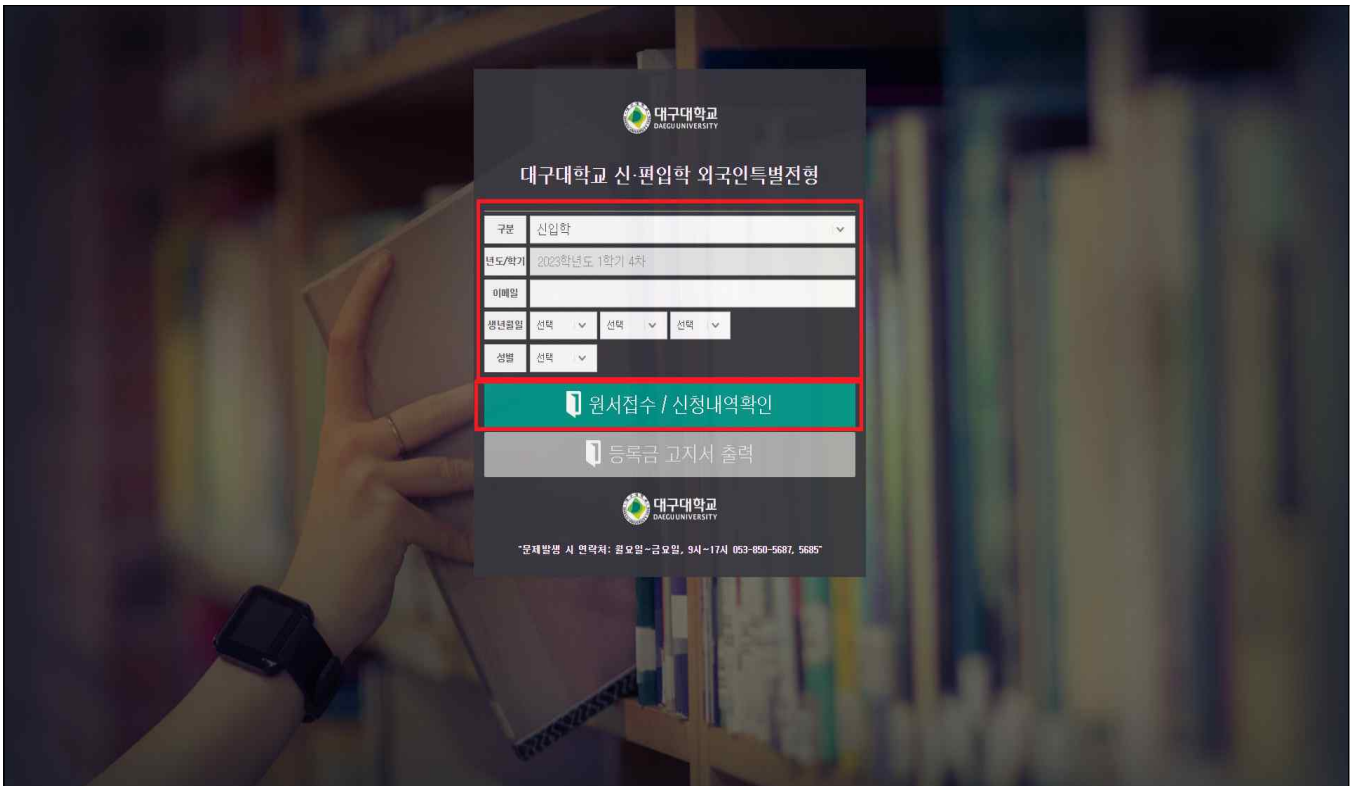 대구대학교
DAEGU UNIVERSITY
대구대학교 신·편입학 외국인특별전형
구분 신입학
년도/학기 2023학년도 1학기 4차
이메일
생년월일 선택 선택 선택
성별 선택
원서접수 / 신청내역확인
등록금 고지서 출력
대구대학교
DAEGU UNIVERSITY
"문제발생 시 연락처: 월요일~금요일, 9시~17시 053-850-5687, 5685"